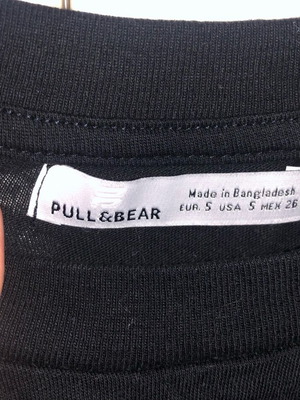 PULL&BEAR
Made in Bangladesh
EUR. S USA. S MEX 26